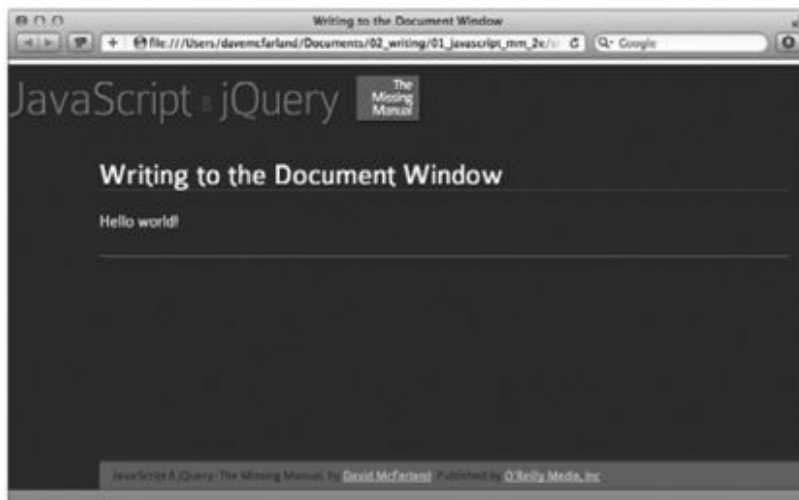 Writing to the Document Window
file:///Users/davemcfarland/Documents/02_writing/01_javascript_mm_2e/
Google
JavaScript & jQuery
The
Missing
Manual
Writing to the Document Window
Hello world!
JavaScript & jQuery: The Missing Manual, by David McFarland. Published by O'Reilly Media, Inc